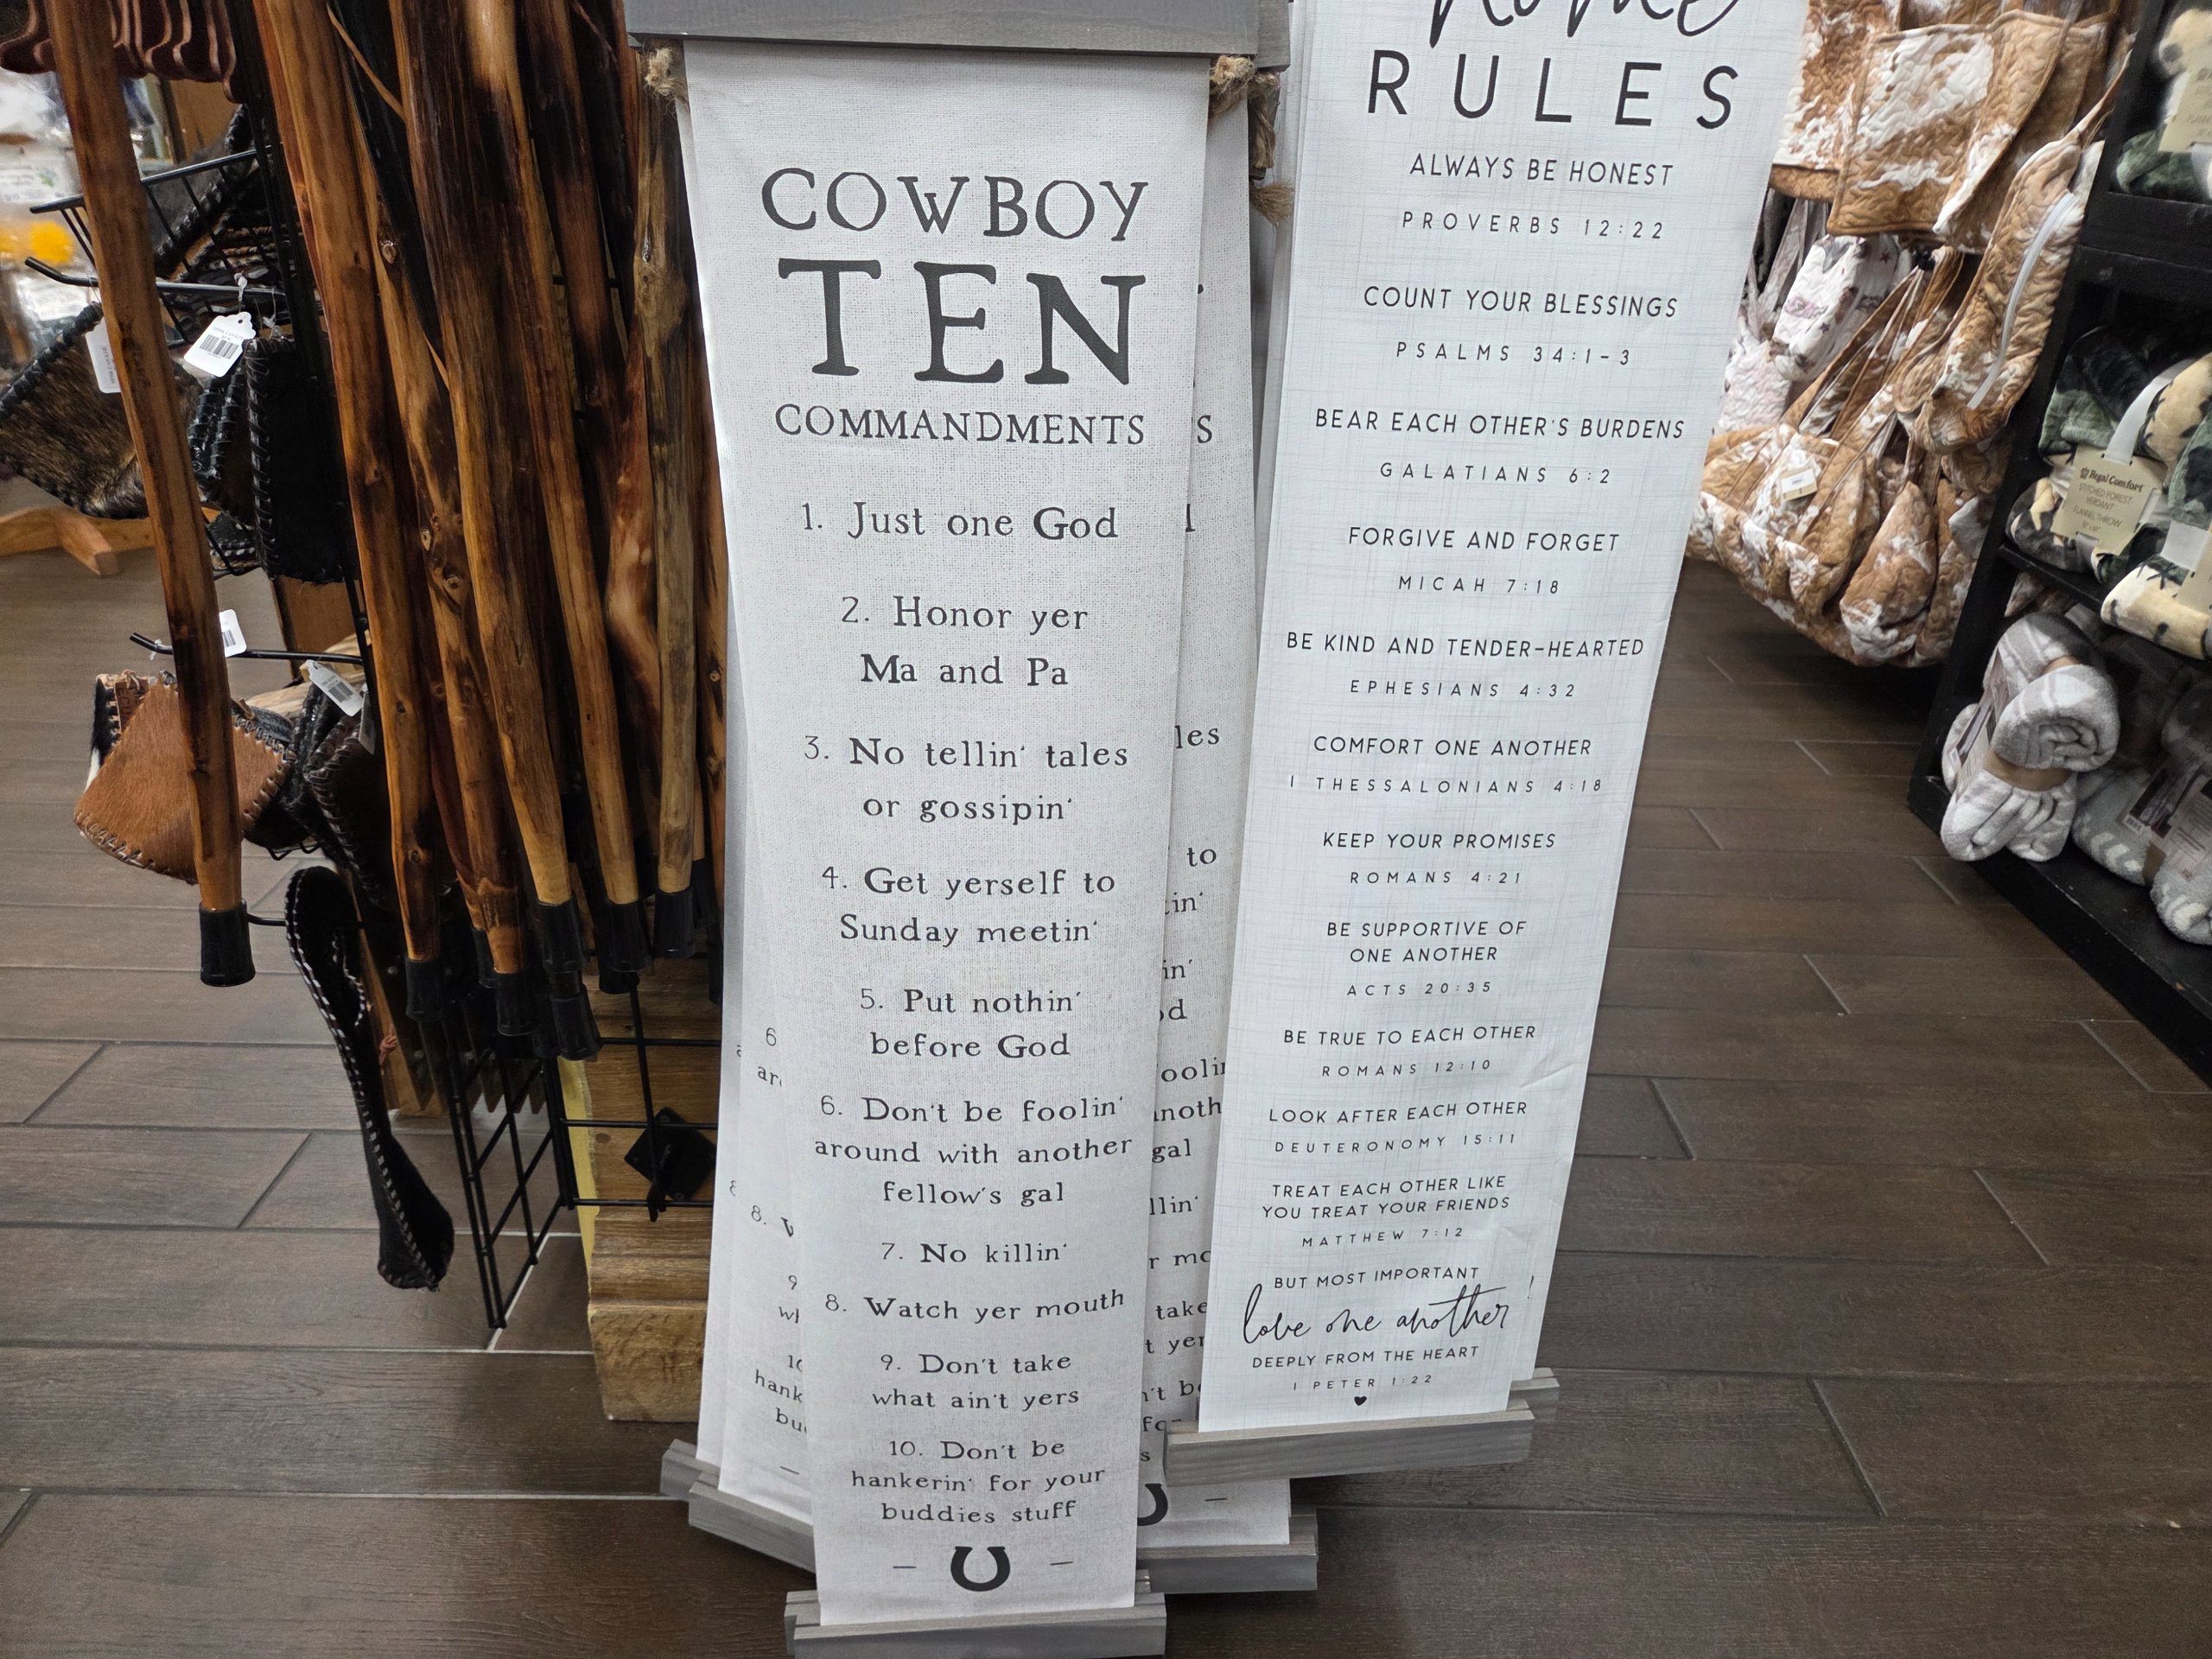 COWBOY
TEN
COMMANDMENTS
1. Just one God
2. Honor yer
Ma and Pa
3. No tellin' tales
or gossipin'
4. Get yerself to
Sunday meetin'
5. Put nothin'
before God
6. Don't be foolin'
around with another
fellow's gal
7. No killin'
8. Watch yer mouth
9. Don't take
what ain't yers
10. Don't be
hankerin' for your
buddies stuff
home
RULES
ALWAYS BE HONEST
PROVERBS 12:22
COUNT YOUR BLESSINGS
PSALMS 34:1-3
BEAR EACH OTHER'S BURDENS
GALATIANS 6:2
FORGIVE AND FORGET
MICAH 7:18
BE KIND AND TENDER-HEARTED
EPHESIANS 4:32
COMFORT ONE ANOTHER
1 THESSALONIANS 4:18
KEEP YOUR PROMISES
ROMANS 4:21
BE SUPPORTIVE OF
ONE ANOTHER
ACTS 20:35
BE TRUE TO EACH OTHER
ROMANS 12:10
LOOK AFTER EACH OTHER
DEUTERONOMY 15:11
TREAT EACH OTHER LIKE
YOU TREAT YOUR FRIENDS
MATTHEW 7:12
BUT MOST IMPORTANT
love one another
DEEPLY FROM THE HEART
1 PETER 1:22
Regal Comfort